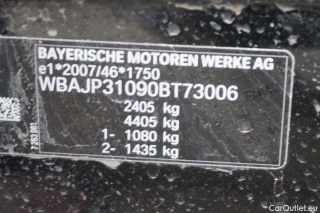 BAYERISCHE MOTOREN WERKE AG
e1*2007/46*1750
WBAJP31090BT73006
2405 kg
4405 kg
1- 1080 kg
2- 1435 kg
CarOutlet.eu